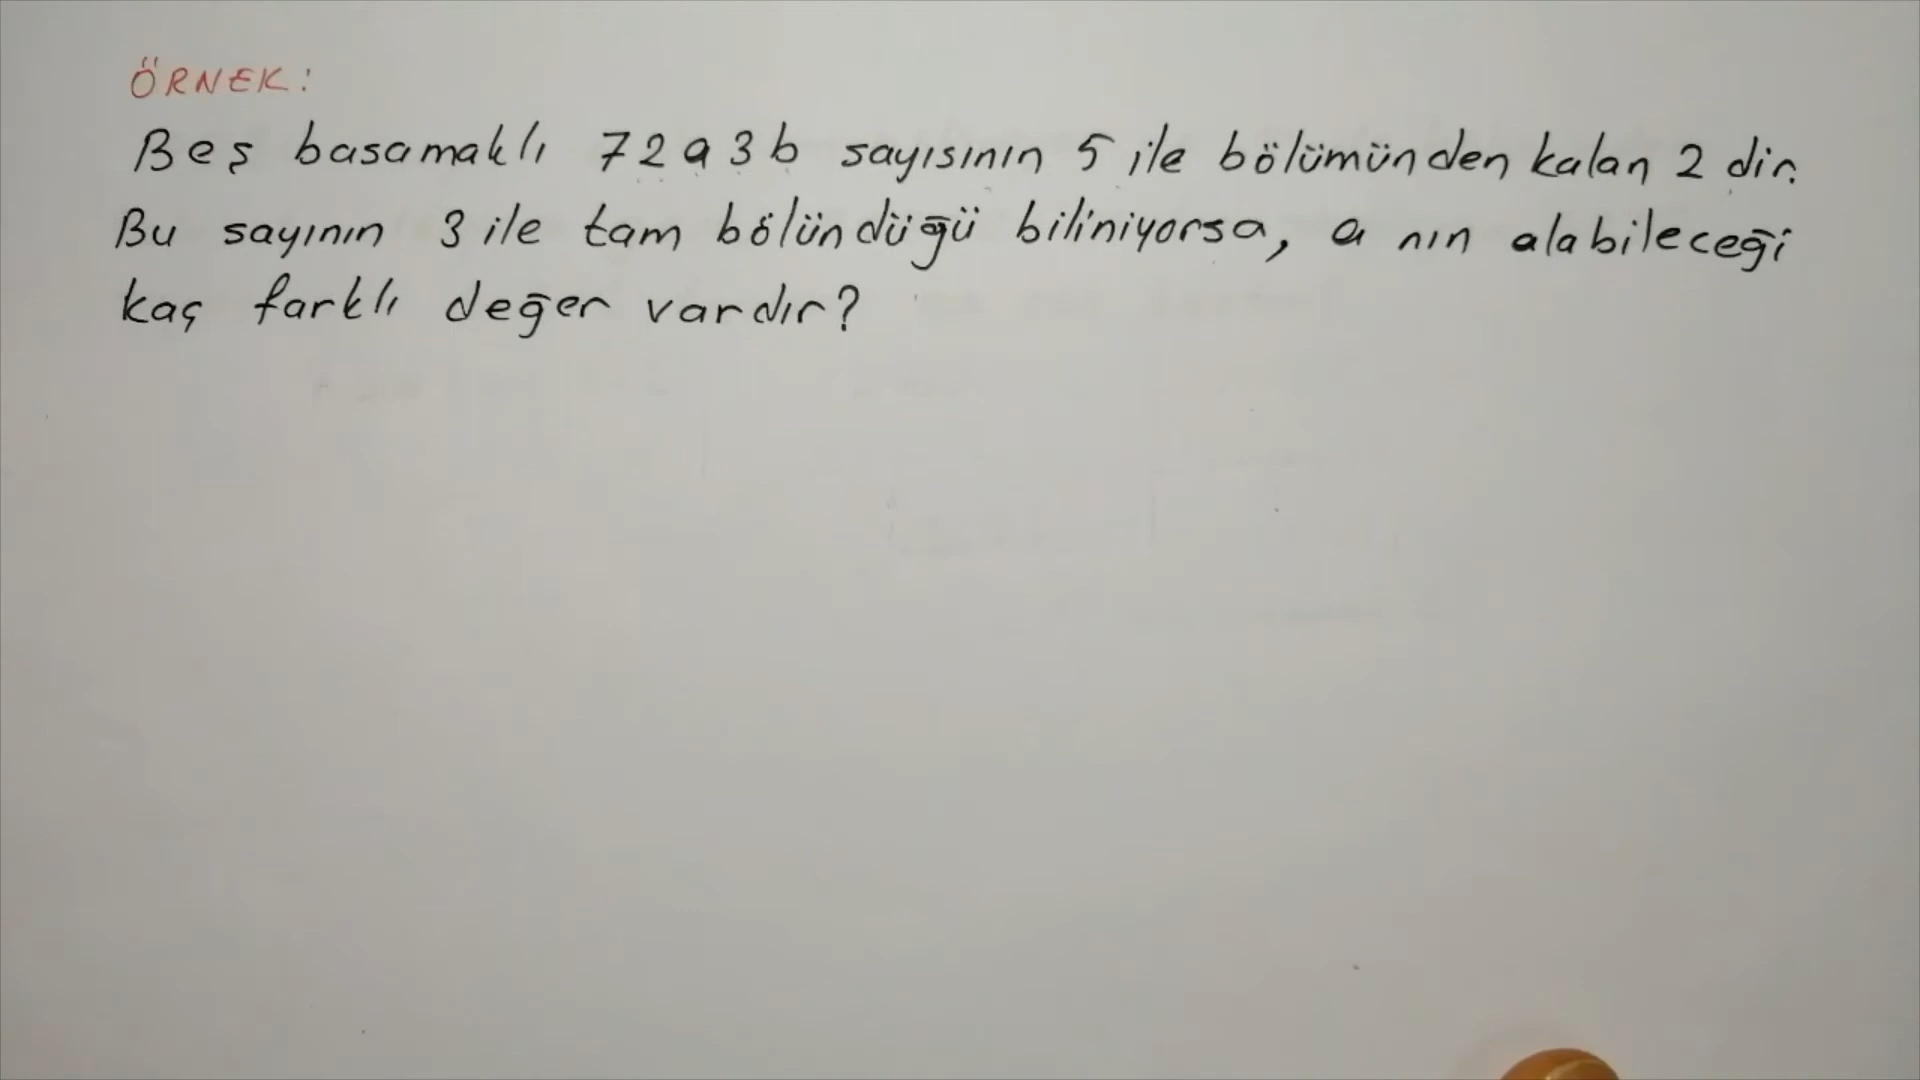 ÖRNEK:
Beş basamaklı 72a3b sayısının 5 ile bölümünden kalan 2 dir.
Bu sayının 3 ile tam bölündüğü biliniyorsa, a nın alabileceği
kaç farklı değer vardır?